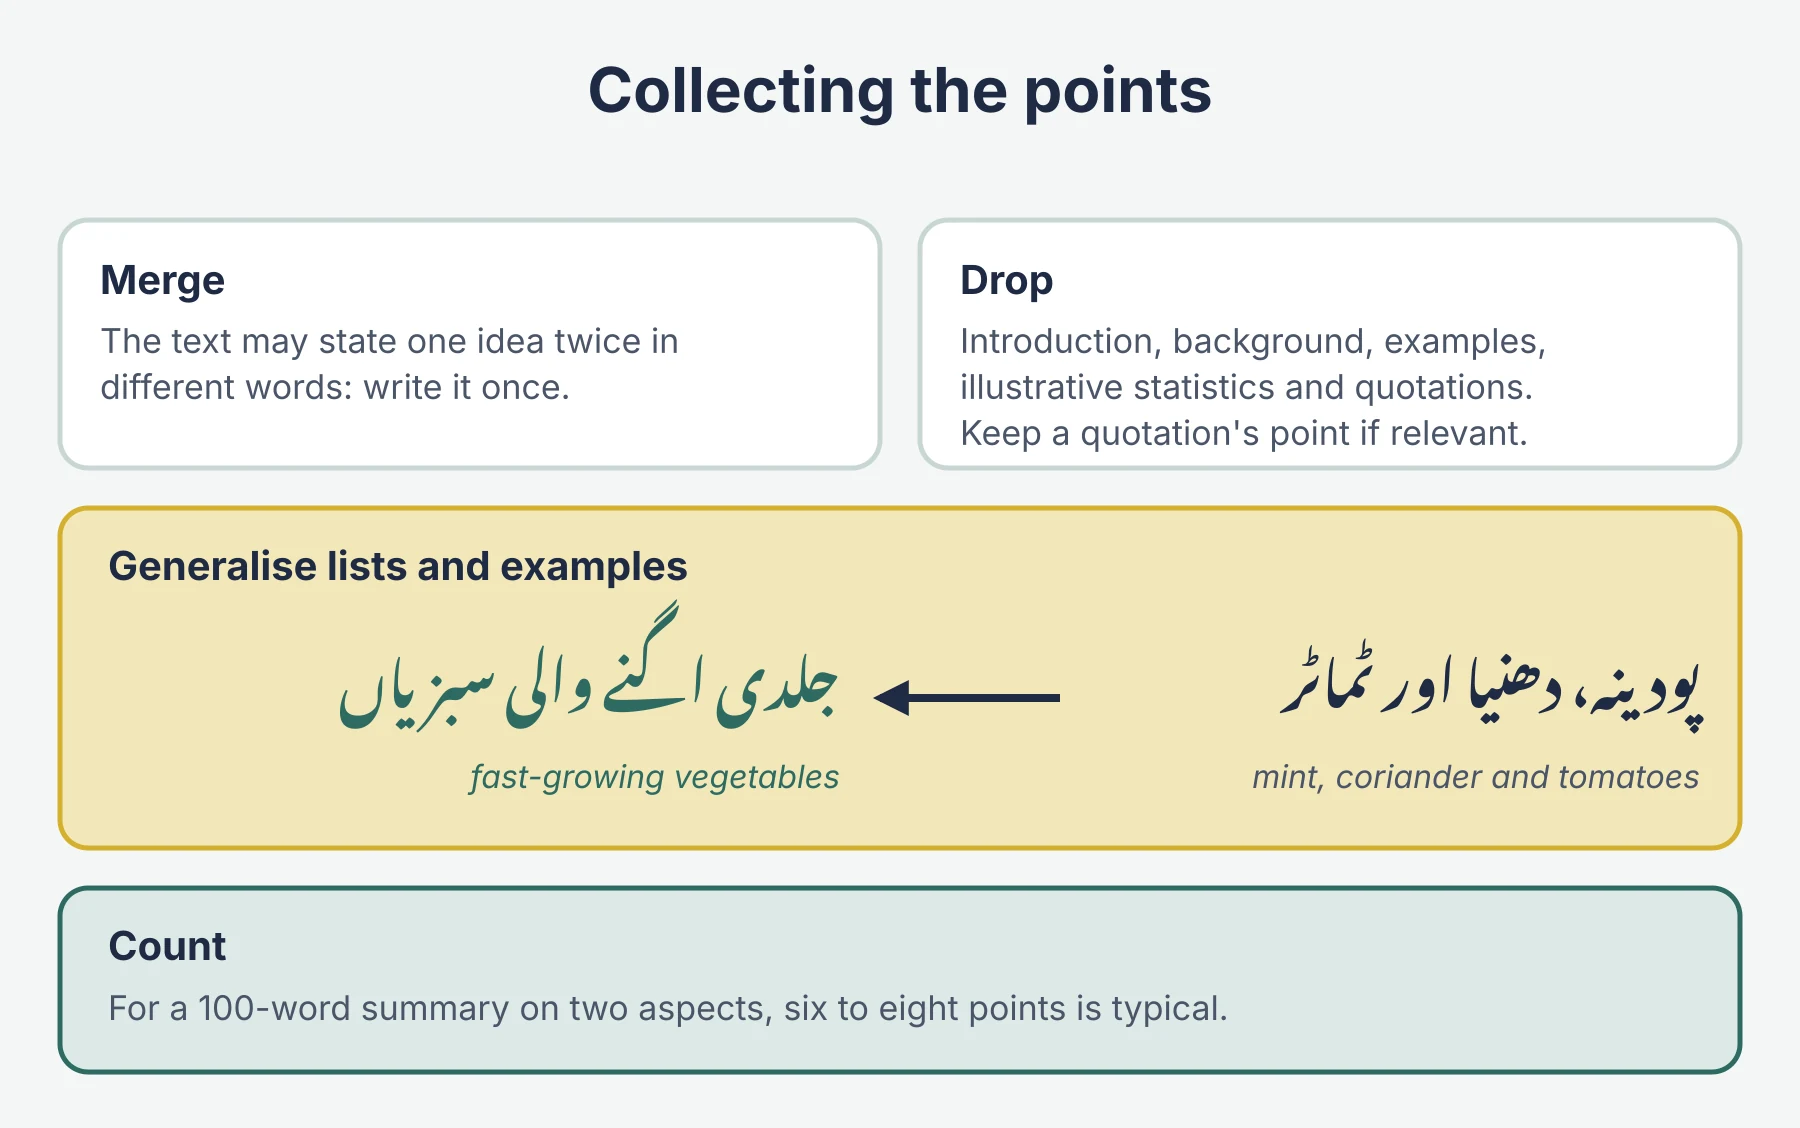 Collecting the points
Merge
The text may state one idea twice in
different words: write it once.
Drop
Introduction, background, examples,
illustrative statistics and quotations.
Keep a quotation's point if relevant.
Generalise lists and examples
پودینہ، دھنیا اور ٹماٹر
mint, coriander and tomatoes
جلدی اگنے والی سبزیاں
fast-growing vegetables
Count
For a 100-word summary on two aspects, six to eight points is typical.